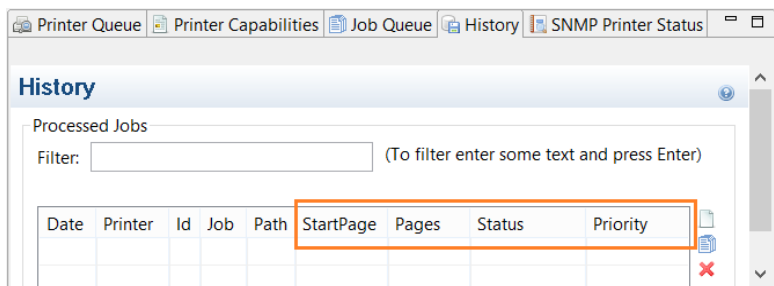 Printer Queue Printer Capabilities Job Queue History SNMP Printer Status
History
Processed Jobs
Filter: (To filter enter some text and press Enter)
Date Printer Id Job Path StartPage Pages Status Priority